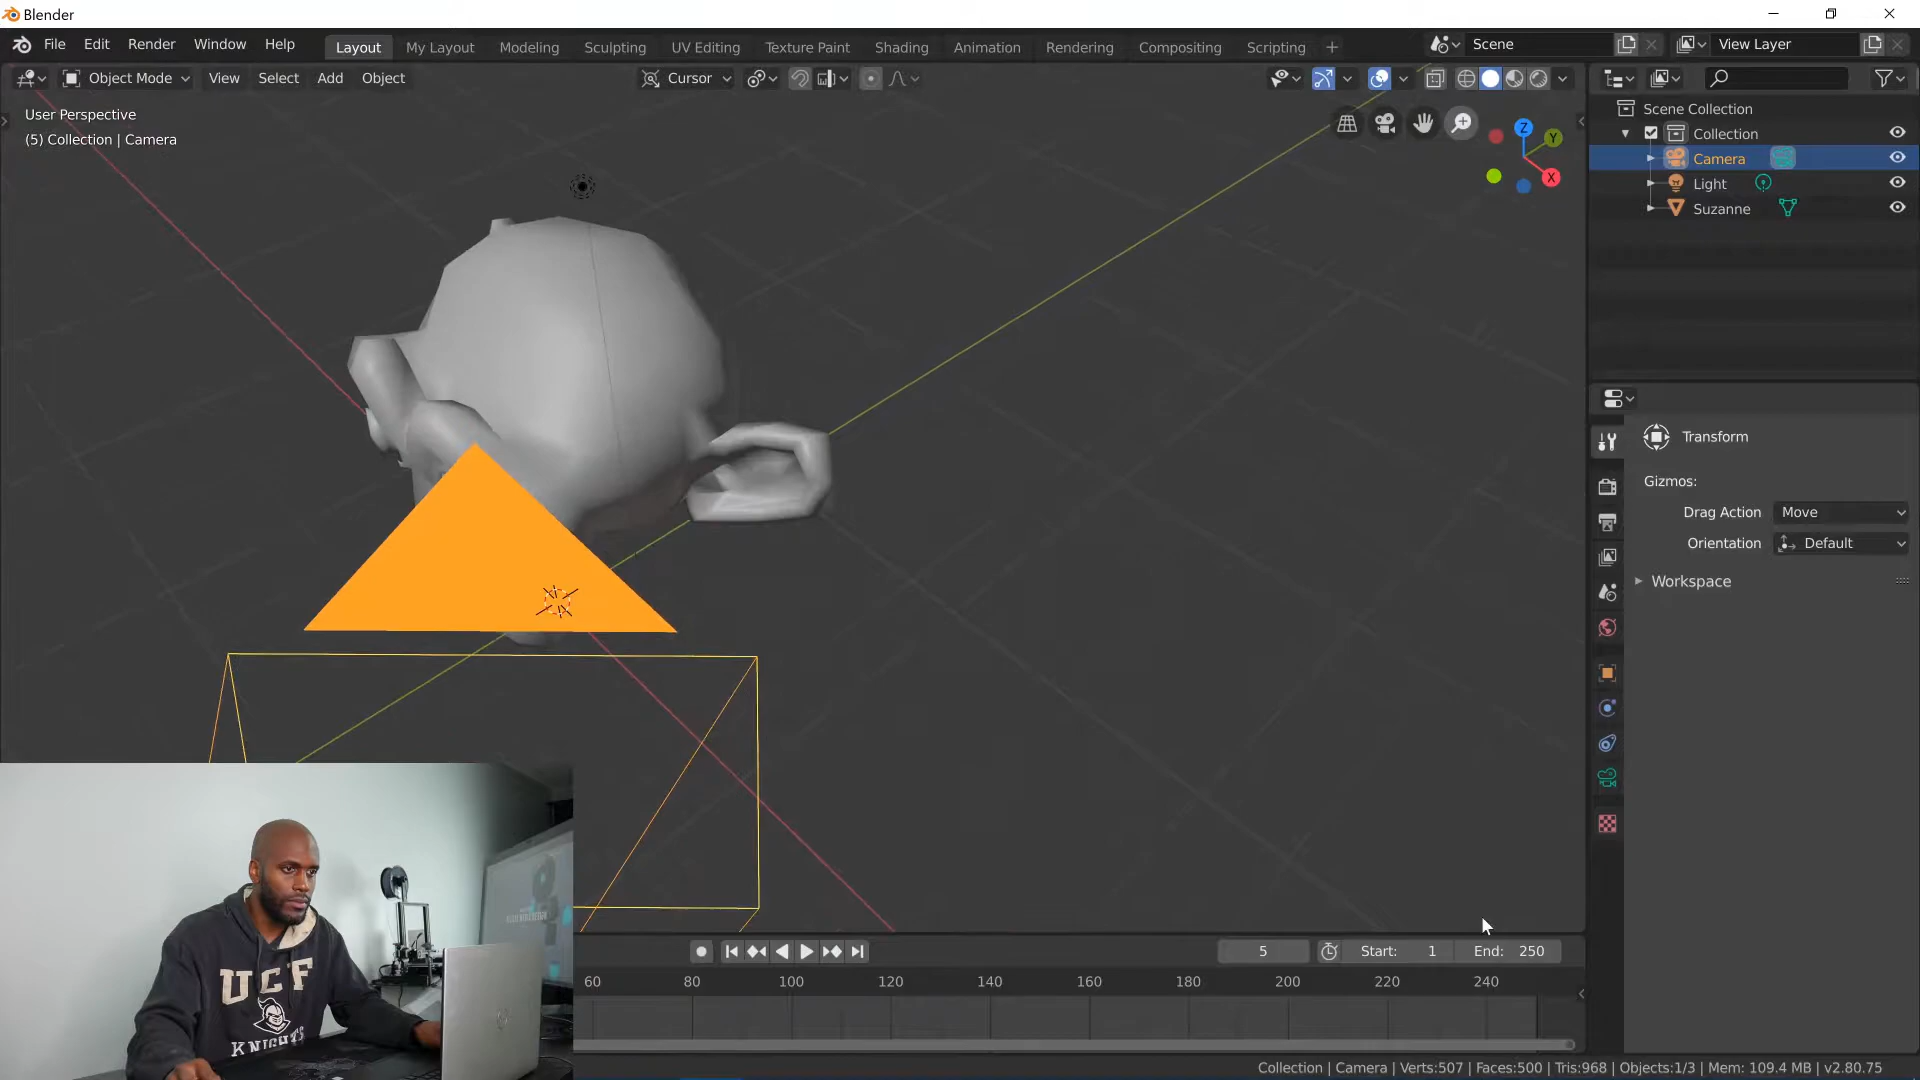 Blender
File Edit Render Window Help Layout My Layout Modeling Sculpting UV Editing Texture Paint Shading Animation Rendering Compositing Scripting + Scene View Layer
Object Mode View Select Add Object Cursor
User Perspective
(5) Collection | Camera
Z
Y
X
Scene Collection
Collection
Camera
Light
Suzanne
Transform
Gizmos:
Drag Action Move
Orientation Default
Workspace
5 Start: 1 End: 250
60 80 100 120 140 160 180 200 220 240
UCF
KNIGHTS
Collection | Camera | Verts:507 | Faces:500 | Tris:968 | Objects:1/3 | Mem: 109.4 MB | v2.80.75